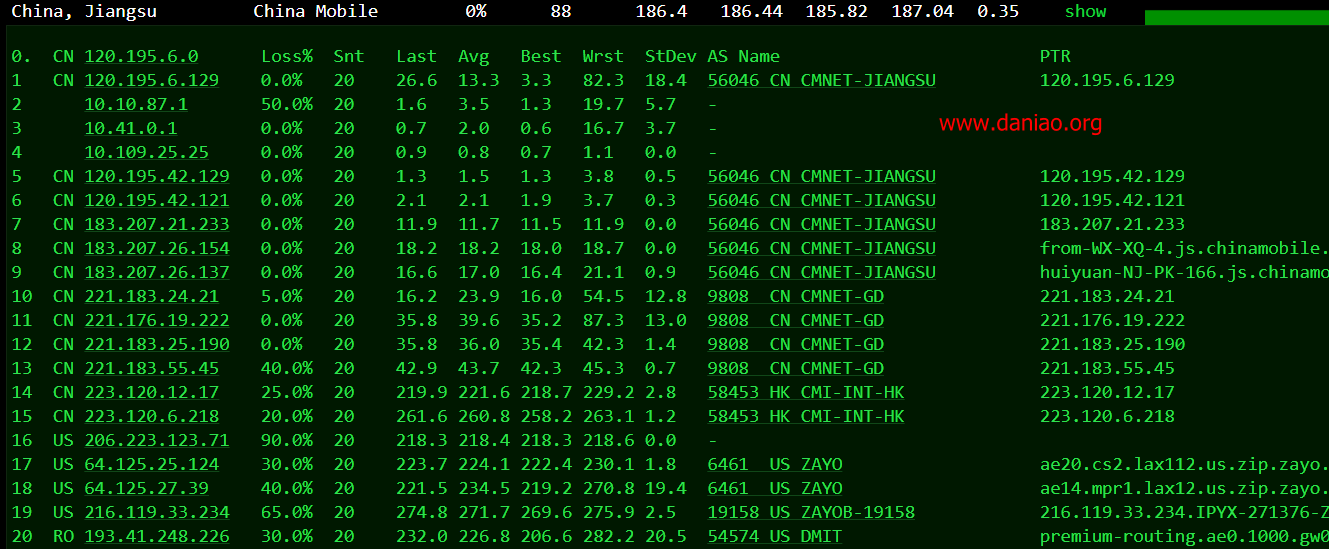 China, Jiangsu China Mobile 0% 88 186.4 186.44 185.82 187.04 0.35 show
0. CN 120.195.6.0 Loss% Snt Last Avg Best Wrst StDev AS Name PTR
1 CN 120.195.6.129 0.0% 20 26.6 13.3 3.3 82.3 18.4 56046 CN CMNET-JIANGSU 120.195.6.129
2 10.10.87.1 50.0% 20 1.6 3.5 1.3 19.7 5.7 -
www.daniao.org
3 10.41.0.1 0.0% 20 0.7 2.0 0.6 16.7 3.7 -
4 10.109.25.25 0.0% 20 0.9 0.8 0.7 1.1 0.0 -
5 CN 120.195.42.129 0.0% 20 1.3 1.5 1.3 3.8 0.5 56046 CN CMNET-JIANGSU 120.195.42.129
6 CN 120.195.42.121 0.0% 20 2.1 2.1 1.9 3.7 0.3 56046 CN CMNET-JIANGSU 120.195.42.121
7 CN 183.207.21.233 0.0% 20 11.9 11.7 11.5 11.9 0.0 56046 CN CMNET-JIANGSU 183.207.21.233
8 CN 183.207.26.154 0.0% 20 18.2 18.2 18.0 18.7 0.0 56046 CN CMNET-JIANGSU from-WX-XQ-4.js.chinamobile.
9 CN 183.207.26.137 0.0% 20 16.6 17.0 16.4 21.1 0.9 56046 CN CMNET-JIANGSU huiyuan-NJ-PK-166.js.chinamo
10 CN 221.183.24.21 5.0% 20 16.2 23.9 16.0 54.5 12.8 9808 CN CMNET-GD 221.183.24.21
11 CN 221.176.19.222 0.0% 20 35.8 39.6 35.2 87.3 13.0 9808 CN CMNET-GD 221.176.19.222
12 CN 221.183.25.190 0.0% 20 35.8 36.0 35.4 42.3 1.4 9808 CN CMNET-GD 221.183.25.190
13 CN 221.183.55.45 40.0% 20 42.9 43.7 42.3 45.3 0.7 9808 CN CMNET-GD 221.183.55.45
14 CN 223.120.12.17 25.0% 20 219.9 221.6 218.7 229.2 2.8 58453 HK CMI-INT-HK 223.120.12.17
15 CN 223.120.6.218 20.0% 20 261.6 260.8 258.2 263.1 1.2 58453 HK CMI-INT-HK 223.120.6.218
16 US 206.223.123.71 90.0% 20 218.3 218.4 218.3 218.6 0.0 -
17 US 64.125.25.124 30.0% 20 223.7 224.1 222.4 230.1 1.8 6461 US ZAYO ae20.cs2.lax112.us.zip.zayo.
18 US 64.125.27.39 40.0% 20 221.5 234.5 219.2 270.8 19.4 6461 US ZAYO ae14.mpr1.lax12.us.zip.zayo.
19 US 216.119.33.234 65.0% 20 274.8 271.7 269.6 275.9 2.5 19158 US ZAYOB-19158 216.119.33.234.IPYX-271376-Z
20 RO 193.41.248.226 30.0% 20 232.0 226.8 206.6 282.2 20.5 54574 US DMIT premium-routing.ae0.1000.gw0